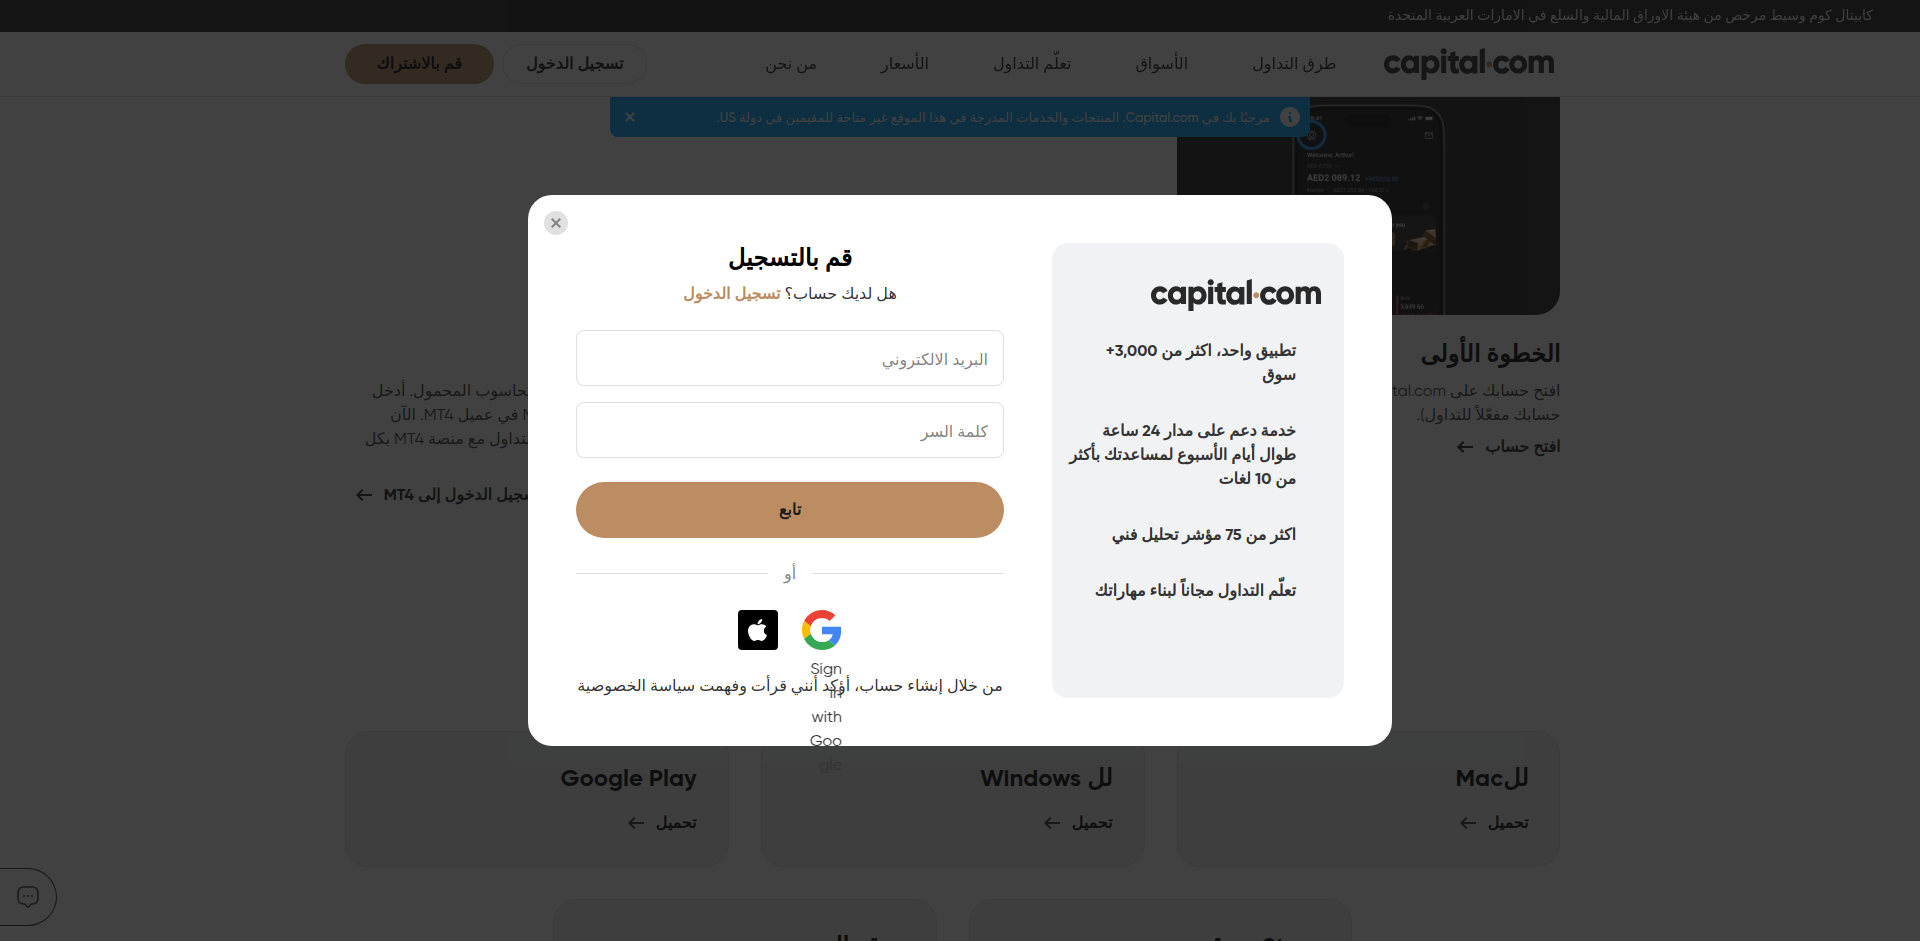 كابيتال كوم وسيط مرخص من هيئة الاوراق المالية والسلع في الامارات العربية المتحدة
capital.com
طرق التداول
الأسواق
تعلّم التداول
الأسعار
من نحن
تسجيل الدخول
قم بالاشتراك
مرحبًا بك في Capital.com. المنتجات والخدمات المدرجة في هذا الموقع غير متاحة للمقيمين في دولة US.
Welcome, Arthur!
AED2 089.12
الخطوة الأولى
افتح حسابك على
tal.com
حسابك مفعّلاً للتداول).
افتح حساب
حاسوب المحمول. أدخل
في عميل MT4. الآن
تداول مع منصة MT4 بكل
جيل الدخول إلى MT4
capital.com
تطبيق واحد، اكثر من 3,000+
سوق
خدمة دعم على مدار 24 ساعة
طوال أيام الأسبوع لمساعدتك بأكثر
من 10 لغات
اكثر من 75 مؤشر تحليل فني
تعلّم التداول مجاناً لبناء مهاراتك
قم بالتسجيل
هل لديك حساب؟ تسجيل الدخول
البريد الالكتروني
كلمة السر
تابع
أو
Sign
in
with
Goo
gle
من خلال إنشاء حساب، أؤكد أنني قرأت وفهمت سياسة الخصوصية
للMac
تحميل
لل Windows
تحميل
Google Play
تحميل